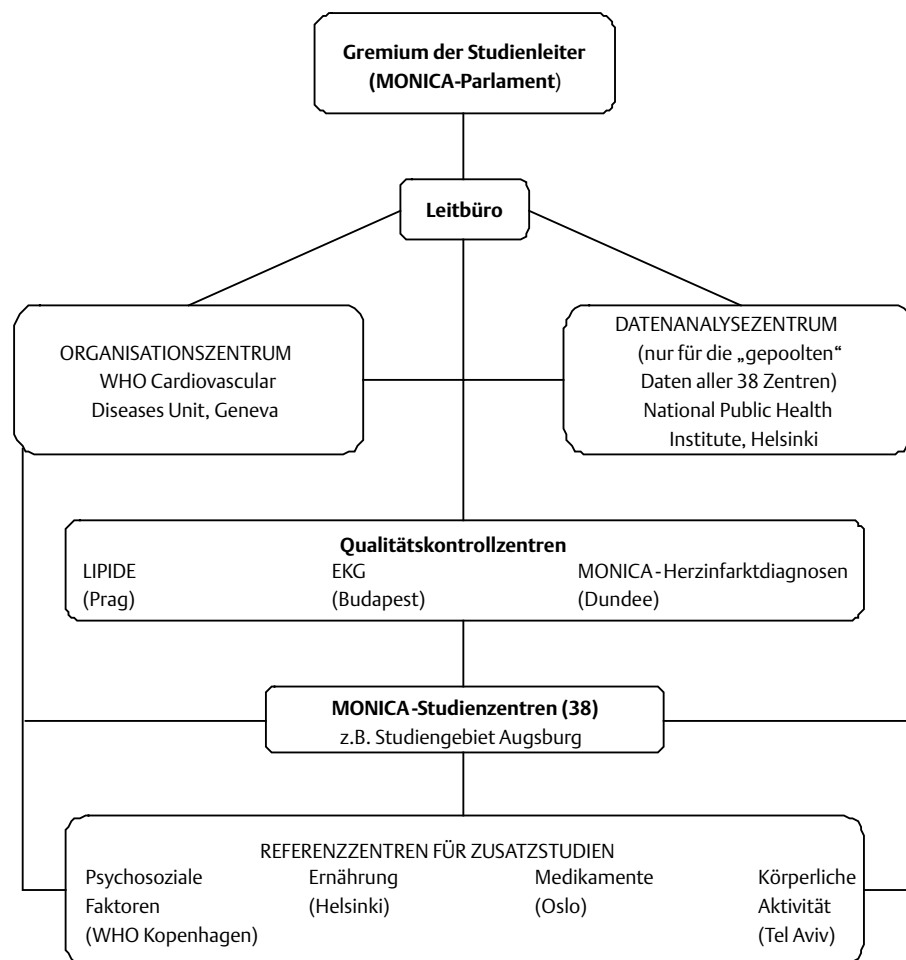 Gremium der Studienleiter
(MONICA-Parlament)
Leitbüro
ORGANISATIONSZENTRUM
WHO Cardiovascular
Diseases Unit, Geneva
DATENANALYSEZENTRUM
(nur für die „gepoolten“
Daten aller 38 Zentren)
National Public Health
Institute, Helsinki
Qualitätskontrollzentren
LIPIDE
(Prag)
EKG
(Budapest)
MONICA-Herzinfarktdiagnosen
(Dundee)
MONICA-Studienzentren (38)
z.B. Studiengebiet Augsburg
REFERENZZENTREN FÜR ZUSATZSTUDIEN
Psychosoziale
Faktoren
(WHO Kopenhagen)
Ernährung
(Helsinki)
Medikamente
(Oslo)
Körperliche
Aktivität
(Tel Aviv)